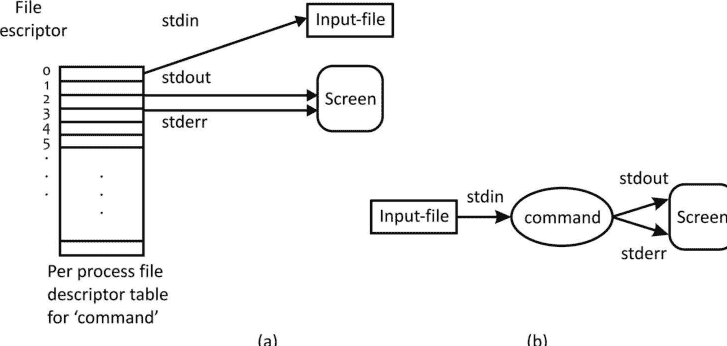 File
escriptor
stdin
Input-file
0
1
2
3
4
5
stdout
Screen
stderr
Input-file
stdin
command
stdout
Screen
stderr
Per process file
descriptor table
for ‘command’
(a)
(b)